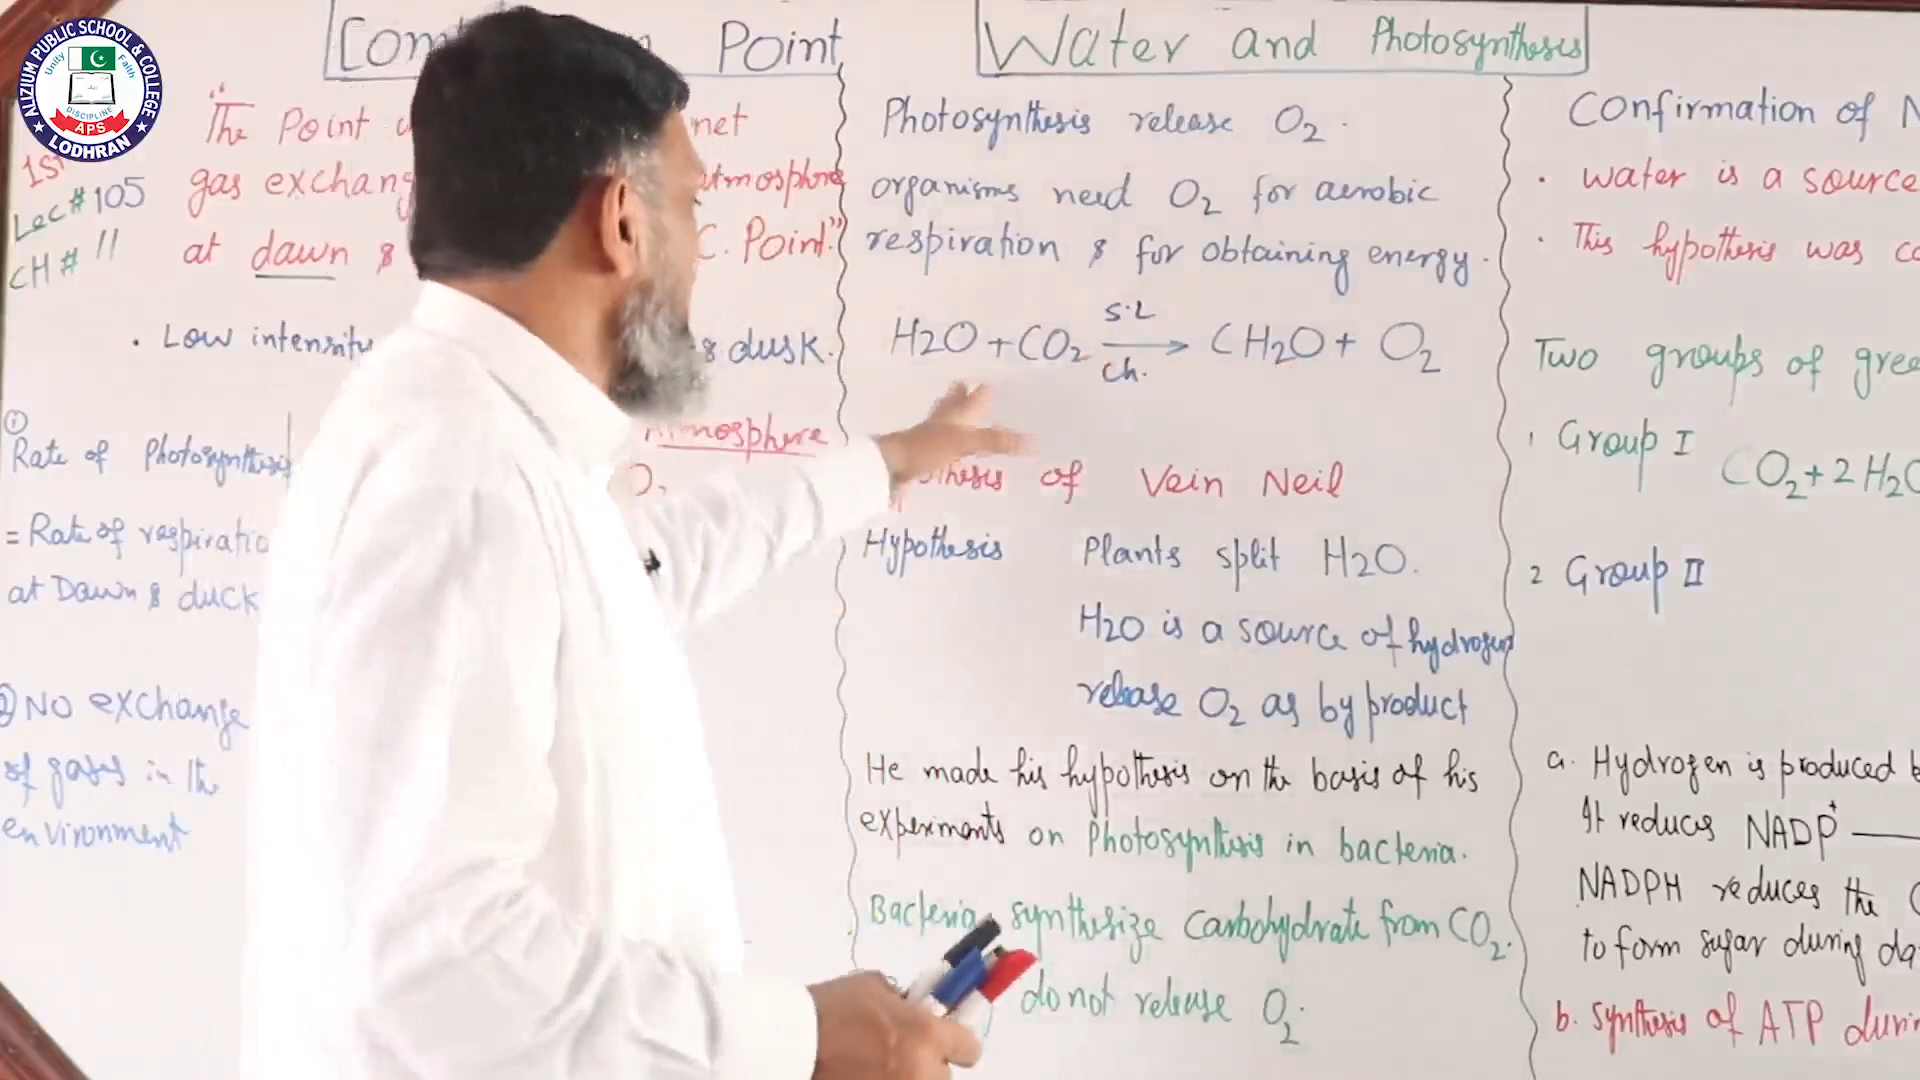 ALIZIUM PUBLIC SCHOOL & COLLEGE
Unity Faith
DISCIPLINE
APS
LODHRAN
1st
Lec # 105
CH # 11
Point
"The Point net
gas exchang atmosphere
at dawn & C. Point."
. Low intensity & dusk.
①
Rate of Photosynthesis
= Rate of respiratio
at Dawn & duck
② NO exchange
of gases in the
environment
Water and Photosynthesis
Photosynthesis release O2.
organisms need O2 for aerobic
respiration & for obtaining energy.
H2O + CO2 S.L Ch. → CH2O + O2
of Vein Neil
Hypothesis Plants split H2O.
H2O is a source of hydrogen
release O2 as by product
He made his hypothesis on the basis of his
experiments on Photosynthesis in bacteria.
Bacteria synthesize Carbohydrate from CO2.
do not release O2.
Confirmation of N
. water is a source
. This hypothesis was co
Two groups of gree
1 Group I CO2 + 2 H2O
2 Group II
a. Hydrogen is produced b
It reduces NADP+
NADPH reduces the C
to form sugar during da
b. Synthesis of ATP durin